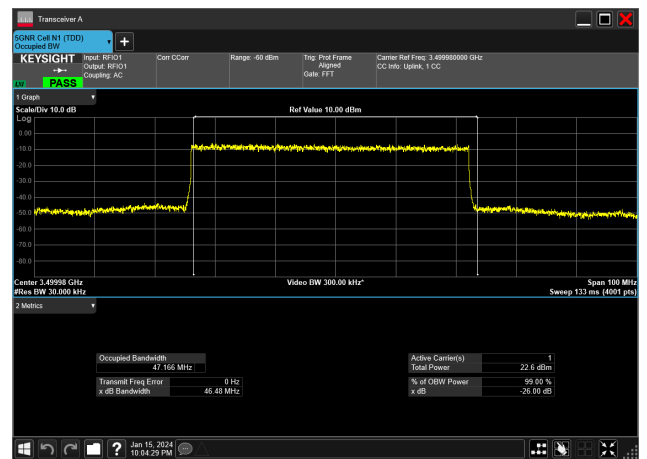 Transceiver A
5GNR Cell N1 (TDD)
Occupied BW
KEYSIGHT
PASS
Input: RFIO1
Output: RFIO1
Coupling: AC
Corr CCorr
Range: -60 dBm
Trig: Prot Frame
Aligned
Gate: FFT
Carrier Ref Freq: 3.499980000 GHz
CC Info: Uplink, 1 CC
1 Graph
Scale/Div 10.0 dB
Ref Value 10.00 dBm
Log
0.00
-10.0
-20.0
-30.0
-40.0
-50.0
-60.0
-70.0
-80.0
Center 3.49998 GHz
Video BW 300.00 kHz*
Span 100 MHz
#Res BW 30.000 kHz
Sweep 133 ms (4001 pts)
2 Metrics
Occupied Bandwidth
47.166 MHz
Transmit Freq Error 0 Hz
x dB Bandwidth 46.48 MHz
Active Carrier(s) 1
Total Power 22.6 dBm
% of OBW Power 99.00 %
x dB -26.00 dB
Jan 15, 2024
10:04:29 PM